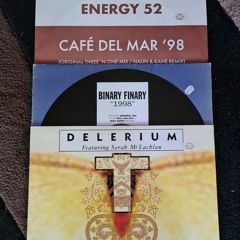 ENERGY 52
CAFÉ DEL MAR '98
(ORIGINAL THREE 'N ONE MIX / NALIN & KANE REMIX)
BINARY FINARY
"1998"
DELERIUM
Featuring Sarah McLachlan